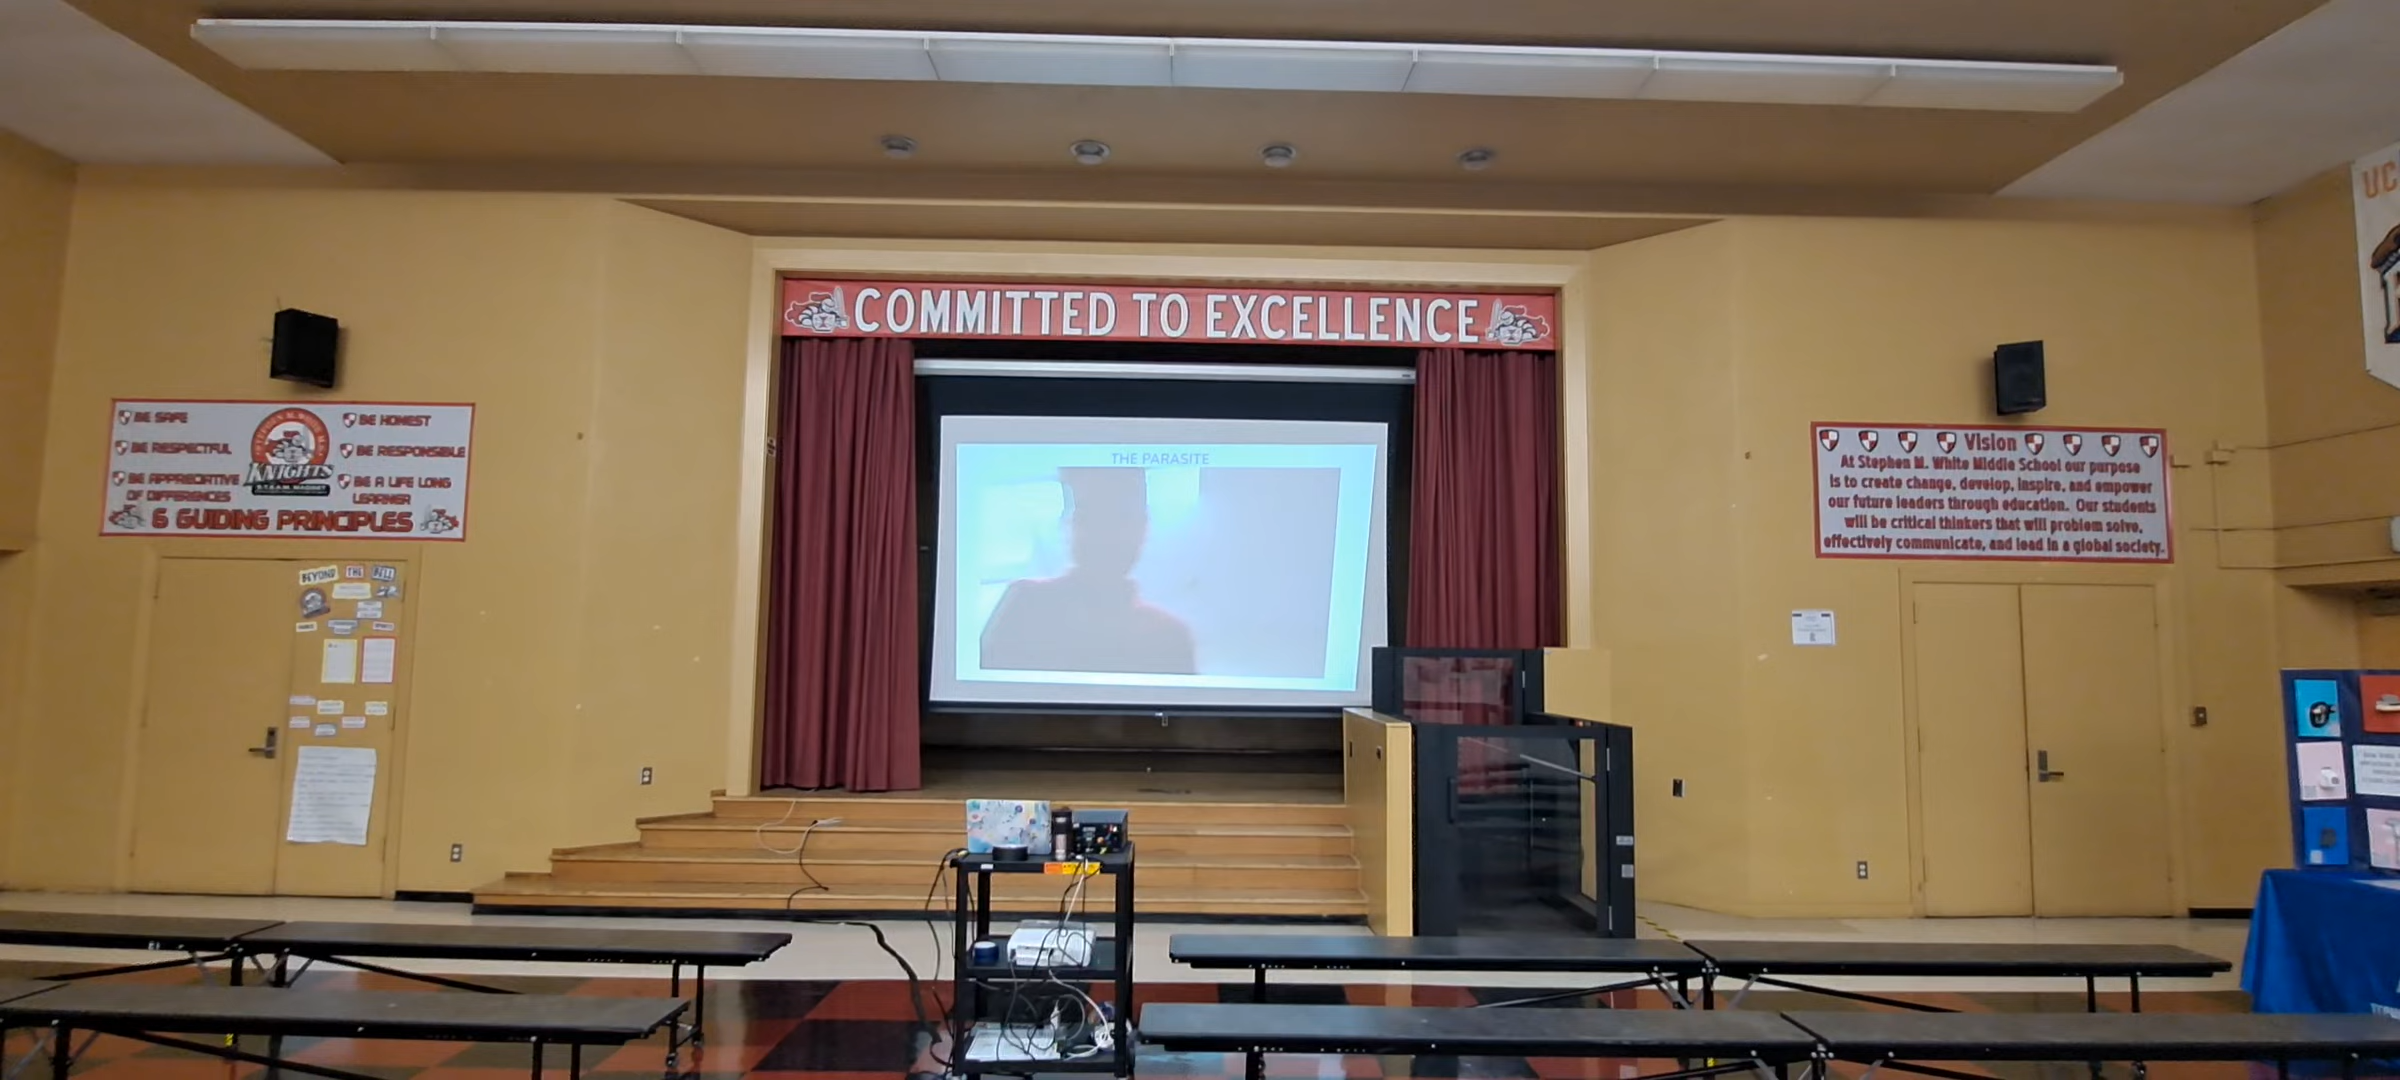 COMMITTED TO EXCELLENCE
THE PARASITE
BE SAFE
BE RESPECTFUL
BE APPRECIATIVE
OF DIFFERENCES
KNIGHTS
BE HONEST
BE RESPONSIBLE
BE A LIFE LONG
LEARNER
6 GUIDING PRINCIPLES
BEYOND THE BELL
Vision
At Stephen M. White Middle School our purpose
is to create change, develop, inspire, and empower
our future leaders through education. Our students
will be critical thinkers that will problem solve,
effectively communicate, and lead in a global society.
UC